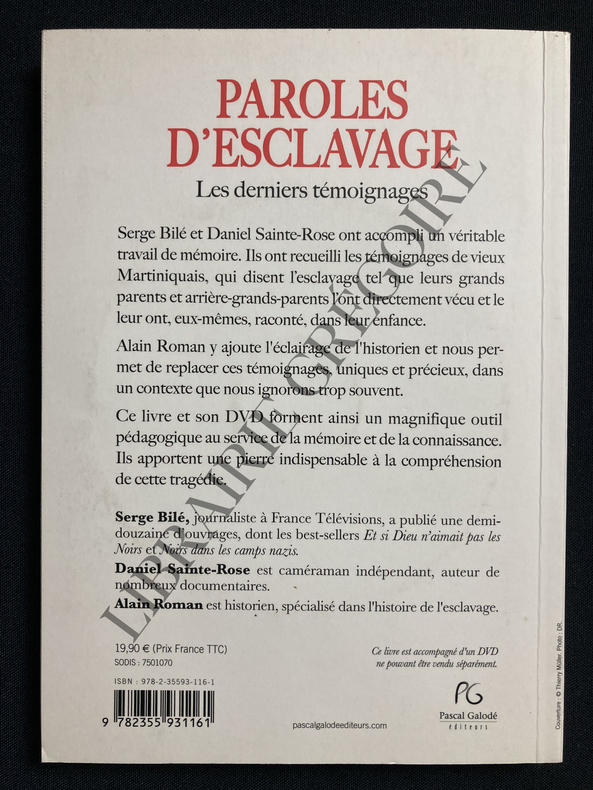 PAROLES
D'ESCLAVAGE
Les derniers témoignages
Serge Bilé et Daniel Sainte-Rose ont accompli un véritable
travail de mémoire. Ils ont recueilli les témoignages de vieux
Martiniquais, qui disent l'esclavage tel que leurs grands
parents et arrière-grands-parents l'ont directement vécu et le
leur ont, eux-mêmes, raconté, dans leur enfance.
Alain Roman y ajoute l'éclairage de l'historien et nous per-
met de replacer ces témoignages, uniques et précieux, dans
un contexte que nous ignorons trop souvent.
Ce livre et son DVD forment ainsi un magnifique outil
pédagogique au service de la mémoire et de la connaissance.
Ils apportent une pierre indispensable à la compréhension
de cette tragédie.
Serge Bilé, journaliste à France Télévisions, a publié une demi-
douzaine d'ouvrages, dont les best-sellers Et si Dieu n'aimait pas les
Noirs et Noirs dans les camps nazis.
Daniel Sainte-Rose est caméraman indépendant, auteur de
nombreux documentaires.
Alain Roman est historien, spécialisé dans l'histoire de l'esclavage.
19,90 € (Prix France TTC)
SODIS : 7501070
Ce livre est accompagné d'un DVD
ne pouvant être vendu séparément.
ISBN : 978-2-35593-116-1
9 782355 931161
pascalgalodeediteurs.com
PG
Pascal Galodé
éditeurs
Couverture : © Thierry Müller. Photo : DR.
LIBRAIRIE GRÉGOIRE